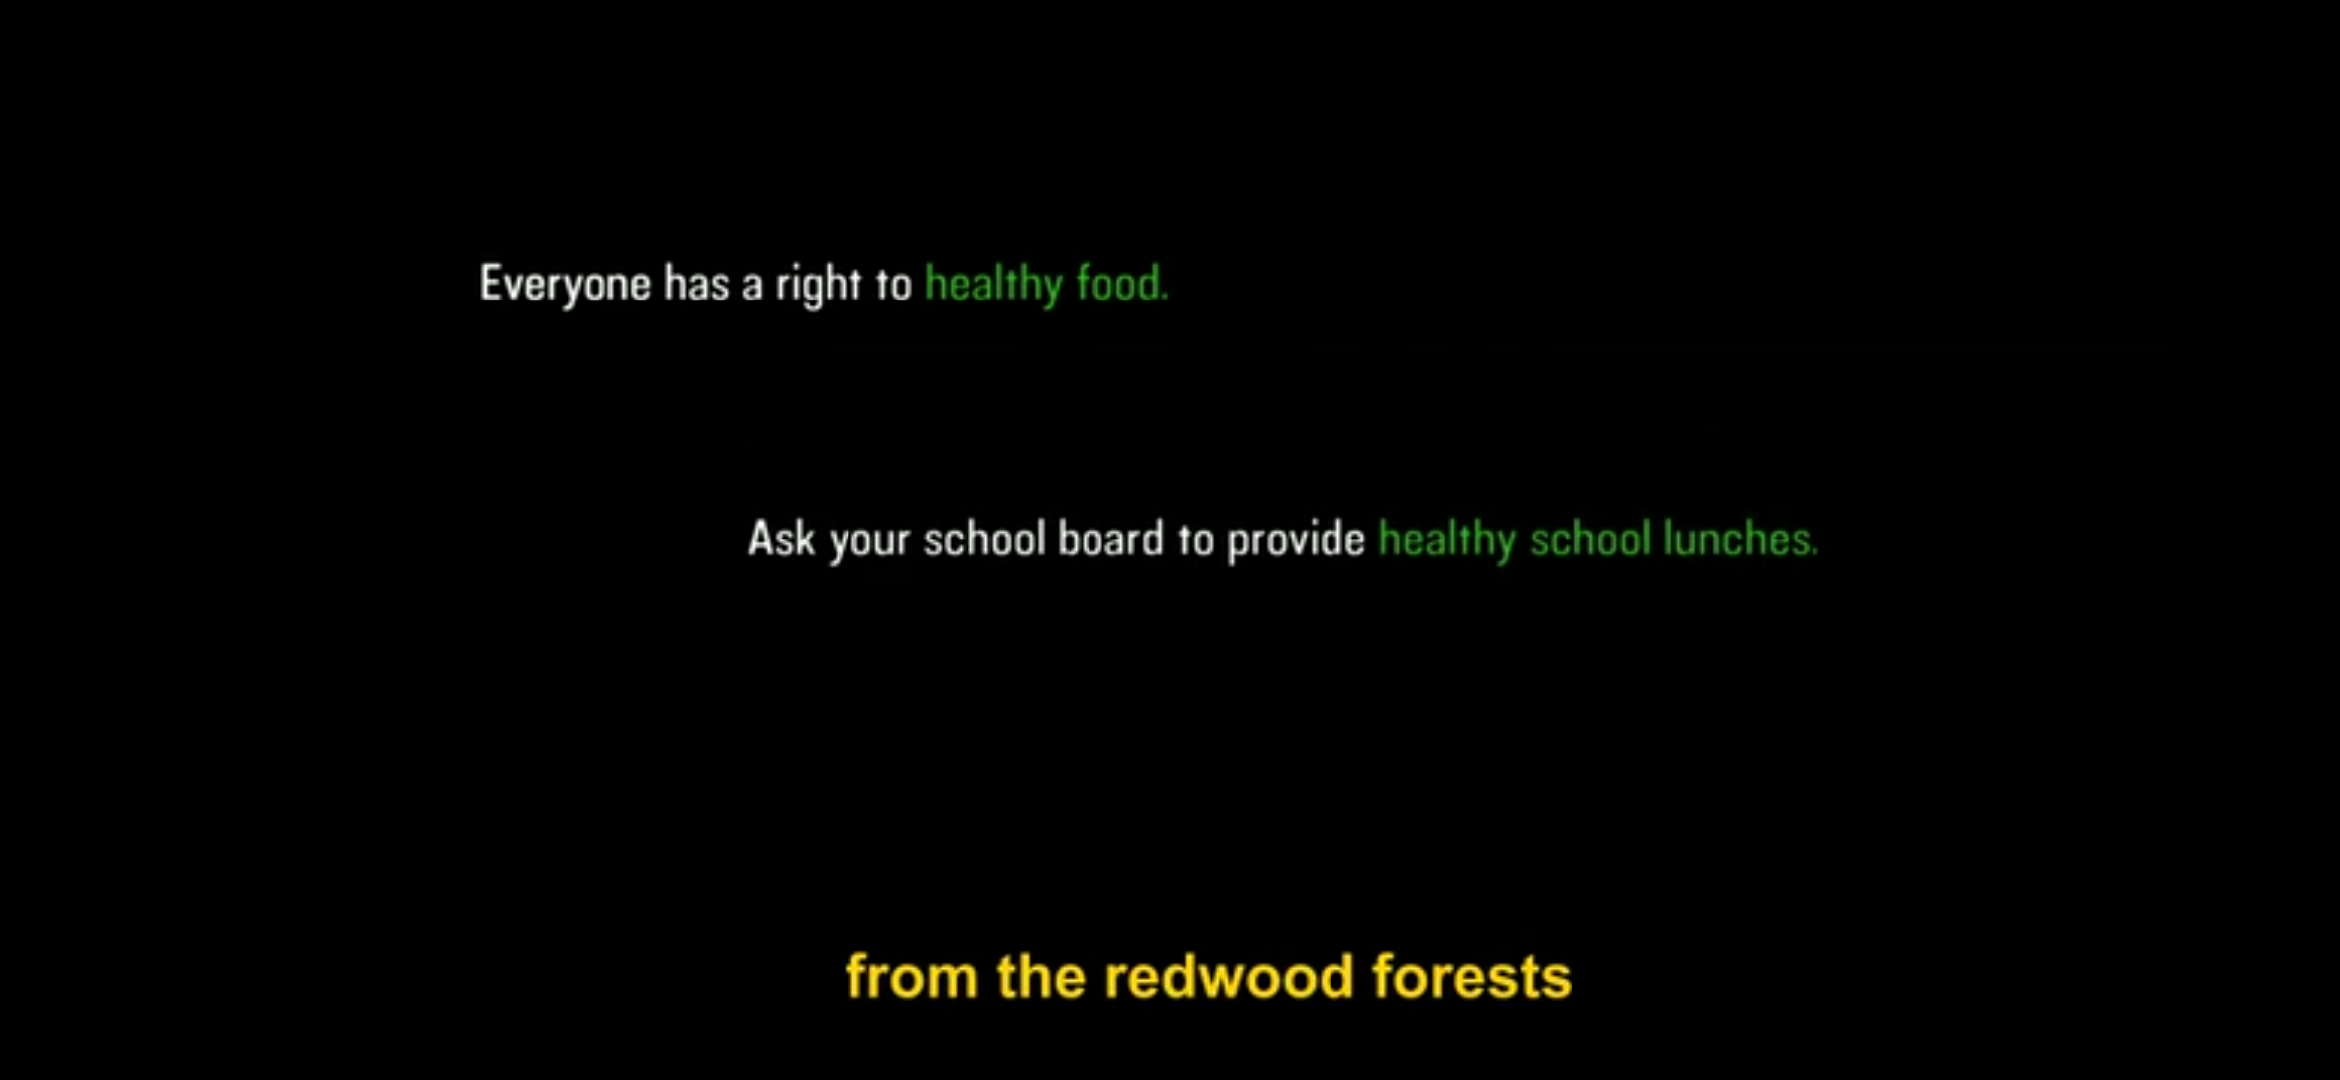 Everyone has a right to healthy food.
Ask your school board to provide healthy school lunches.
from the redwood forests